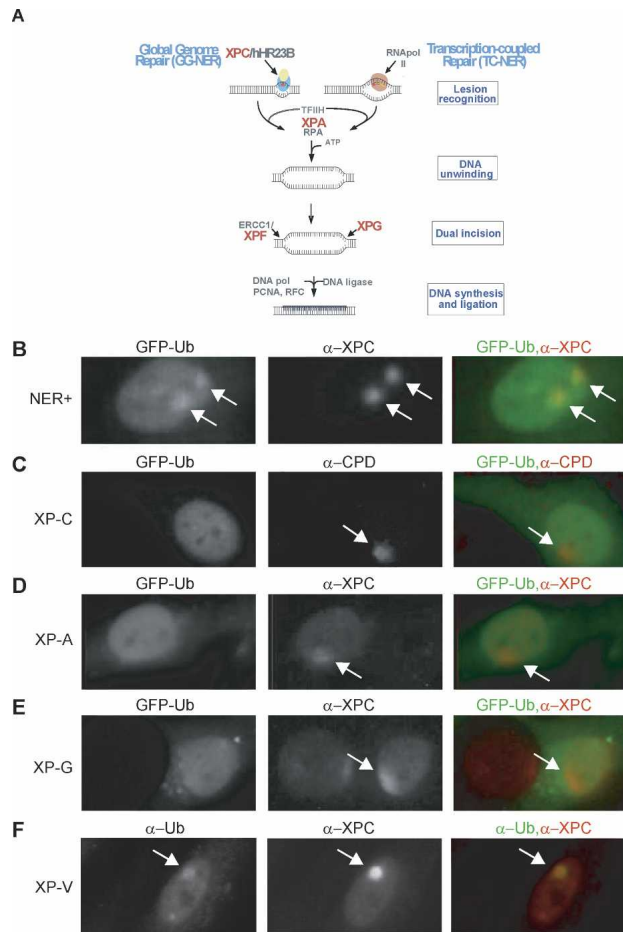 A
Global Genome
Repair (GG-NER)
XPC/hHR23B
RNApol
II
Transcription-coupled
Repair (TC-NER)
Lesion
recognition
TFIIH
XPA
RPA
ATP
DNA
unwinding
ERCC1/
XPF
XPG
Dual incision
DNA pol
PCNA, RFC
DNA ligase
DNA synthesis
and ligation
B
GFP-Ub
α–XPC
GFP-Ub,α–XPC
NER+
C
GFP-Ub
α–CPD
GFP-Ub,α–CPD
XP-C
D
GFP-Ub
α–XPC
GFP-Ub,α–XPC
XP-A
E
GFP-Ub
α–XPC
GFP-Ub,α–XPC
XP-G
F
α–Ub
α–XPC
α–Ub,α–XPC
XP-V